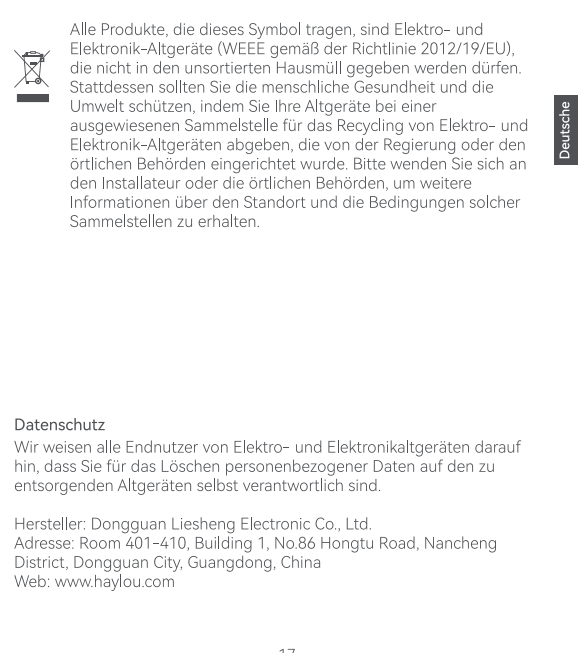 Alle Produkte, die dieses Symbol tragen, sind Elektro- und
Elektronik-Altgeräte (WEEE gemäß der Richtlinie 2012/19/EU),
die nicht in den unsortierten Hausmüll gegeben werden dürfen.
Stattdessen sollten Sie die menschliche Gesundheit und die
Umwelt schützen, indem Sie Ihre Altgeräte bei einer
ausgewiesenen Sammelstelle für das Recycling von Elektro- und
Elektronik-Altgeräten abgeben, die von der Regierung oder den
örtlichen Behörden eingerichtet wurde. Bitte wenden Sie sich an
den Installateur oder die örtlichen Behörden, um weitere
Informationen über den Standort und die Bedingungen solcher
Sammelstellen zu erhalten.
Deutsche
Datenschutz
Wir weisen alle Endnutzer von Elektro- und Elektronikaltgeräten darauf
hin, dass Sie für das Löschen personenbezogener Daten auf den zu
entsorgenden Altgeräten selbst verantwortlich sind.
Hersteller: Dongguan Liesheng Electronic Co., Ltd.
Adresse: Room 401-410, Building 1, No.86 Hongtu Road, Nancheng
District, Dongguan City, Guangdong, China
Web: www.haylou.com
17